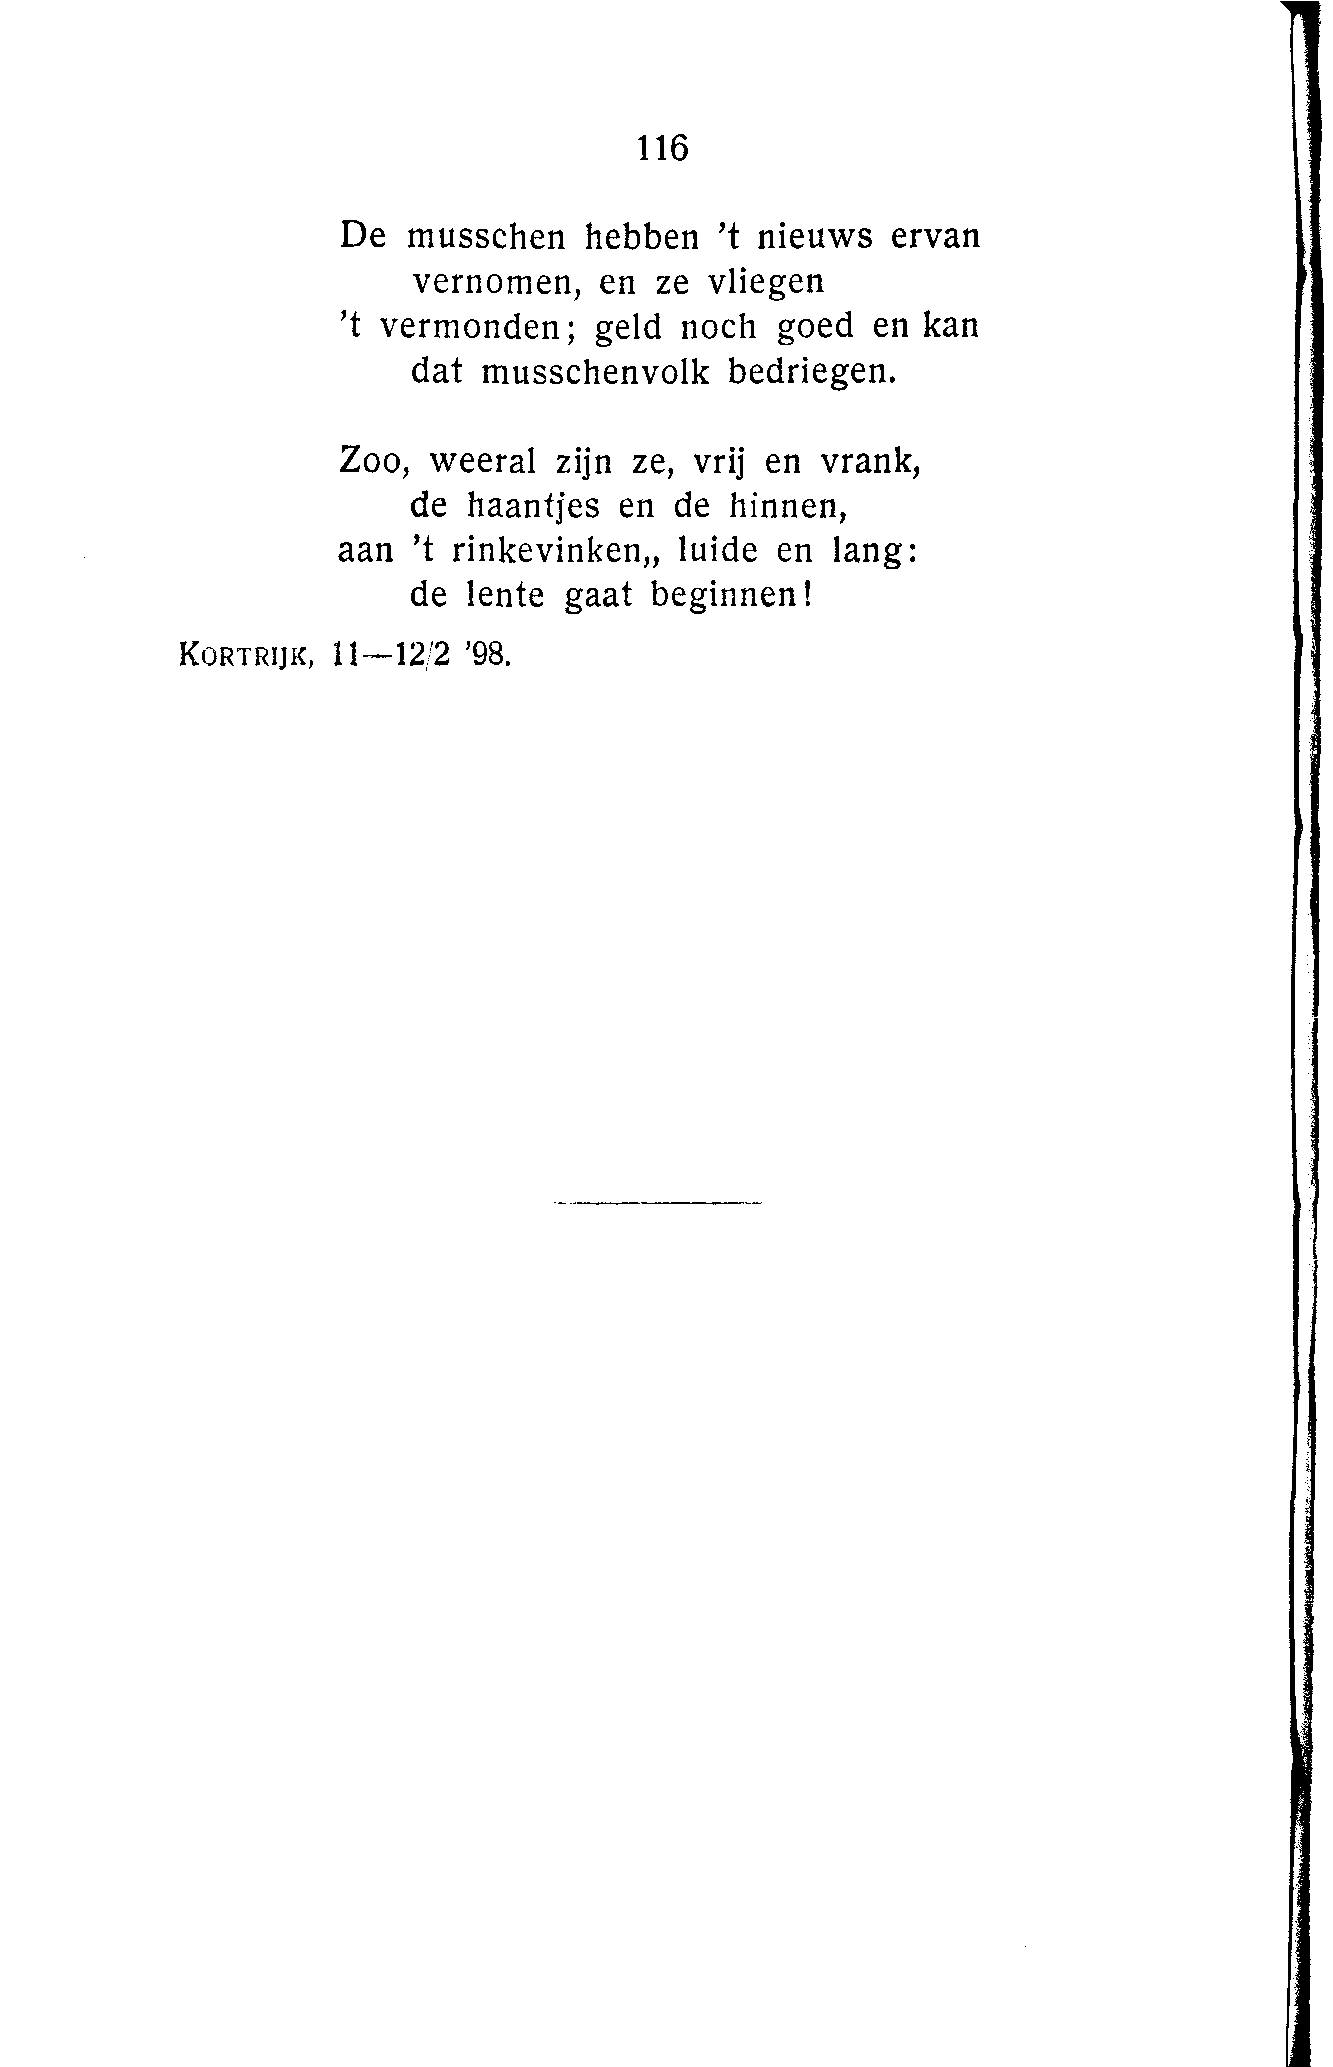 116
De musschen hebben ’t nieuws ervan
vernomen, en ze vliegen
’t vermonden; geld noch goed en kan
dat musschenvolk bedriegen.
Zoo, weeral zijn ze, vrij en vrank,
de haantjes en de hinnen,
aan ’t rinkevinken,, luide en lang:
de lente gaat beginnen!
KORTRIJK, 11—12/2 ’98.